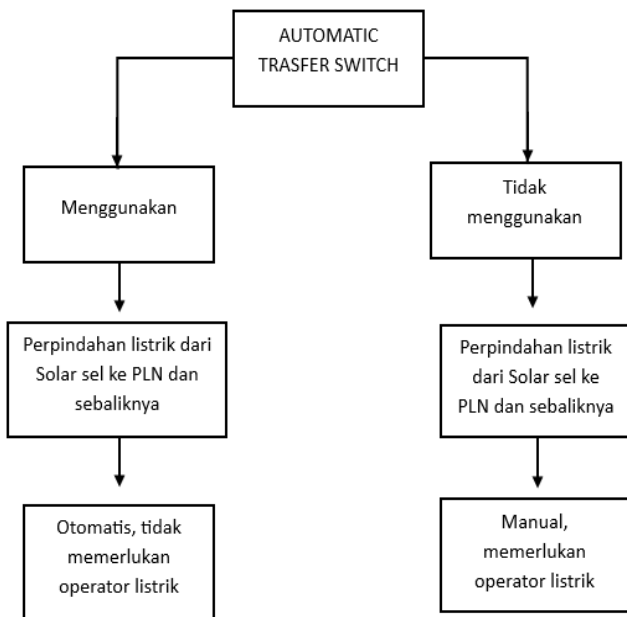 AUTOMATIC
TRASFER SWITCH
Menggunakan
Tidak
menggunakan
Perpindahan listrik dari
Solar sel ke PLN dan
sebaliknya
Perpindahan listrik
dari Solar sel ke
PLN dan sebaliknya
Otomatis, tidak
memerlukan
operator listrik
Manual,
memerlukan
operator listrik